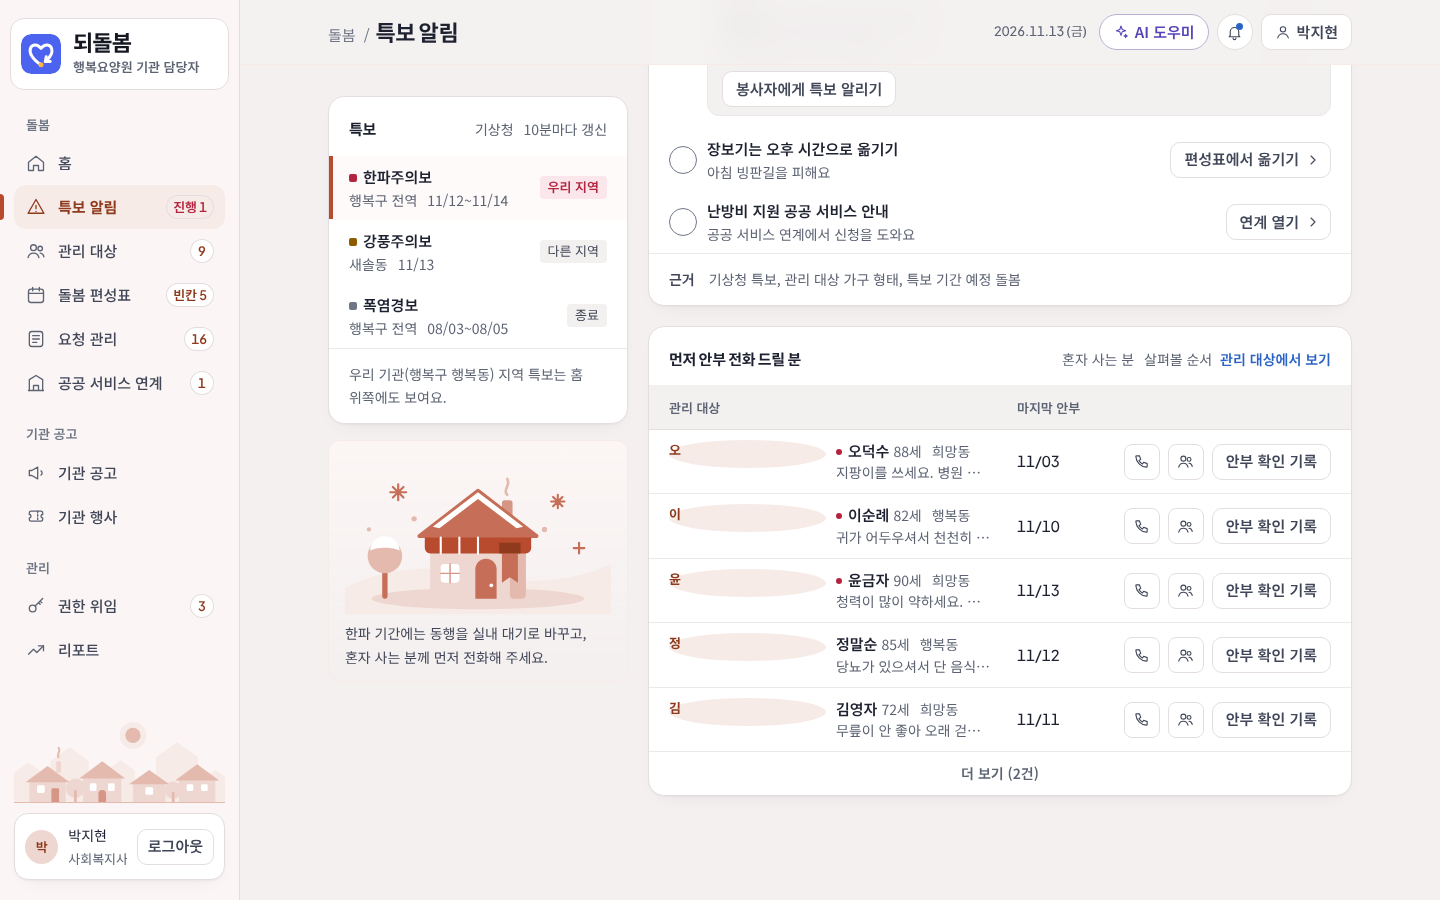 되돌봄
행복요양원 기관 담당자
돌봄
홈
특보 알림 진행 1
관리 대상 9
돌봄 편성표 빈칸 5
요청 관리 16
공공 서비스 연계 1
기관 공고
기관 공고
기관 행사
관리
권한 위임 3
리포트
박 박지현
사회복지사
로그아웃
돌봄 / 특보 알림
2026.11.13 (금) AI 도우미 박지현
특보 기상청 10분마다 갱신
한파주의보
행복구 전역 11/12~11/14
우리 지역
강풍주의보
새솔동 11/13
다른 지역
폭염경보
행복구 전역 08/03~08/05
종료
우리 기관(행복구 행복동) 지역 특보는 홈
위쪽에도 보여요.
한파 기간에는 동행을 실내 대기로 바꾸고,
혼자 사는 분께 먼저 전화해 주세요.
봉사자에게 특보 알리기
장보기는 오후 시간으로 옮기기
아침 빙판길을 피해요
편성표에서 옮기기
난방비 지원 공공 서비스 안내
공공 서비스 연계에서 신청을 도와요
연계 열기
근거 기상청 특보, 관리 대상 가구 형태, 특보 기간 예정 돌봄
먼저 안부 전화 드릴 분 혼자 사는 분 살펴볼 순서 관리 대상에서 보기
관리 대상 마지막 안부
오 오덕수 88세 희망동
지팡이를 쓰세요. 병원 …
11/03 안부 확인 기록
이 이순례 82세 행복동
귀가 어두우셔서 천천히 …
11/10 안부 확인 기록
윤 윤금자 90세 희망동
청력이 많이 약하세요. …
11/13 안부 확인 기록
정 정말순 85세 행복동
당뇨가 있으셔서 단 음식…
11/12 안부 확인 기록
김 김영자 72세 희망동
무릎이 안 좋아 오래 걷…
11/11 안부 확인 기록
더 보기 (2건)